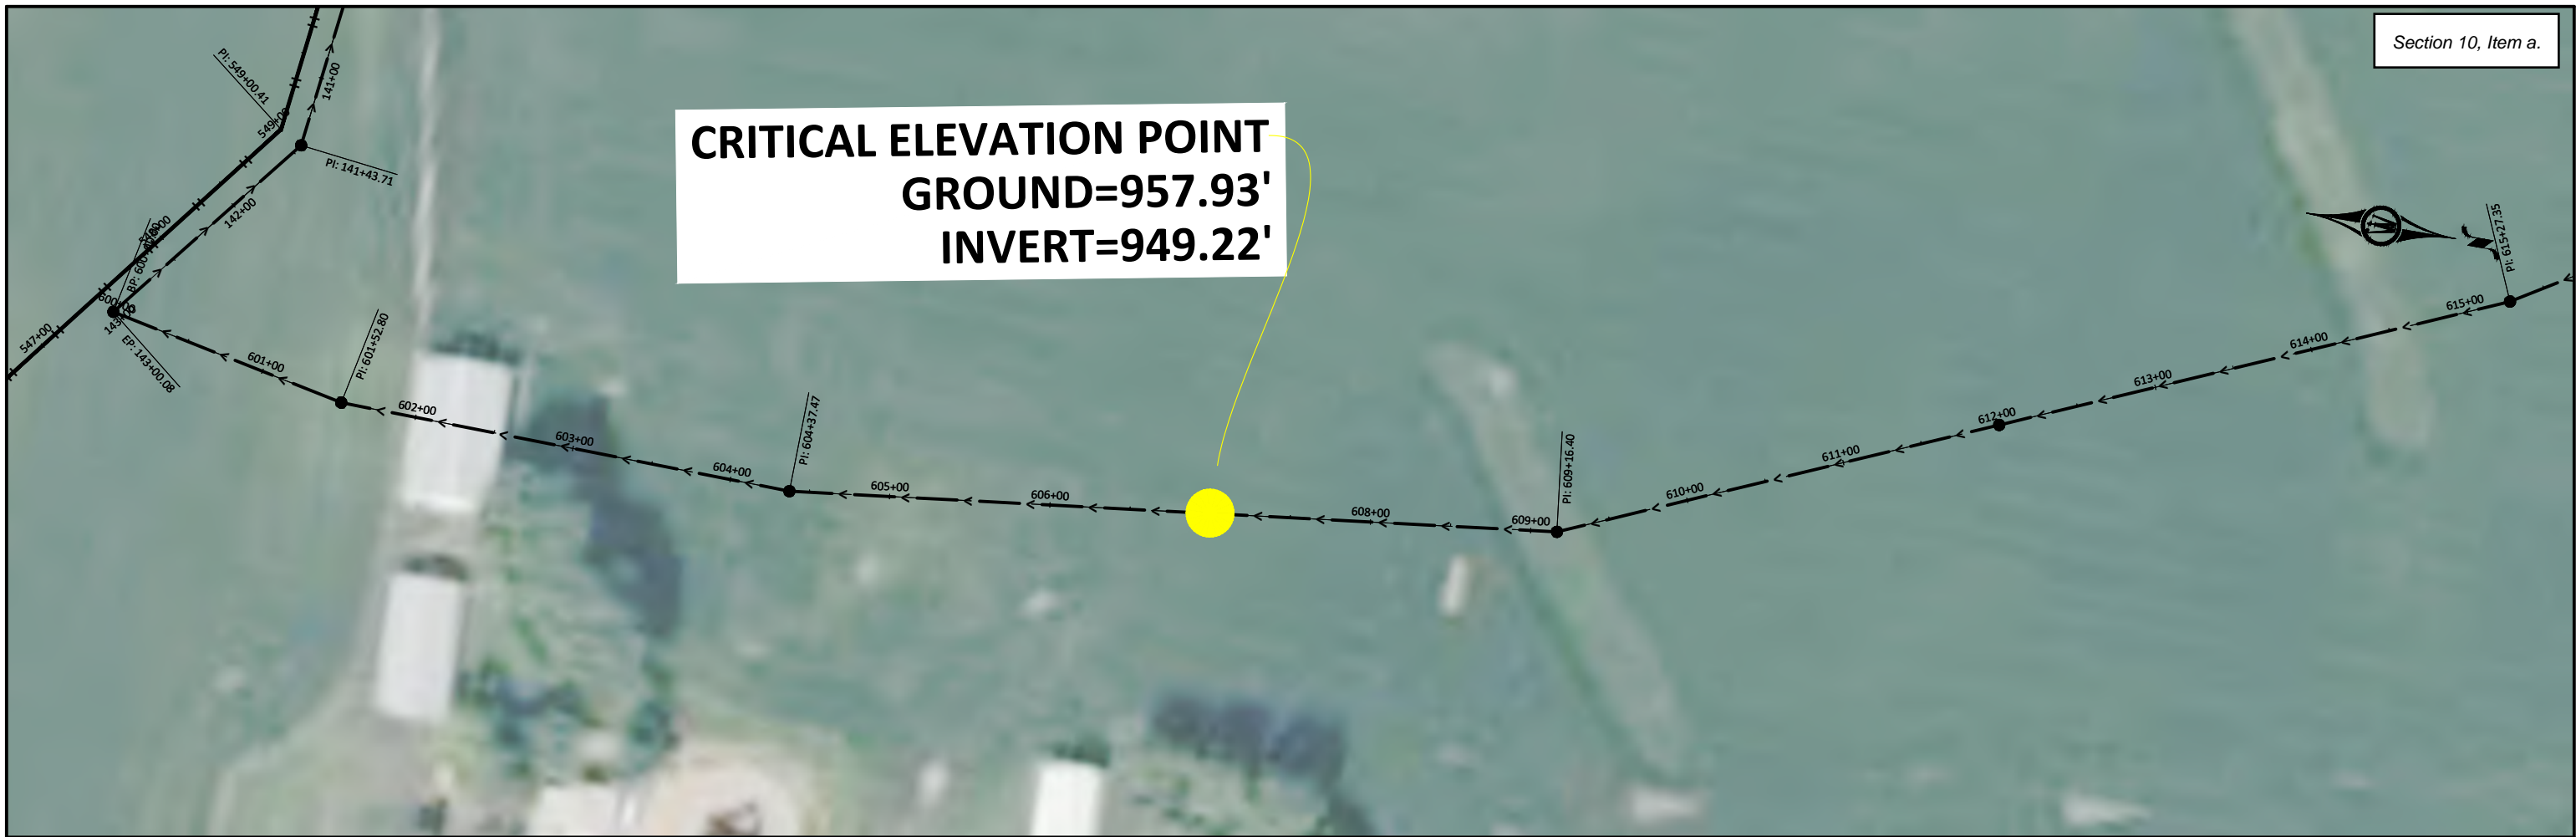 Section 10, Item a.
CRITICAL ELEVATION POINT
GROUND=957.93'
INVERT=949.22'
PI: 549+00.41
141+00
PI: 141+43.71
142+00
547+00
EP: 143+00.08
601+00
PI: 601+52.80
602+00
603+00
604+00
PI: 604+37.47
605+00
606+00
608+00
609+00
PI: 609+16.40
610+00
611+00
612+00
613+00
614+00
615+00
PI: 615+27.35